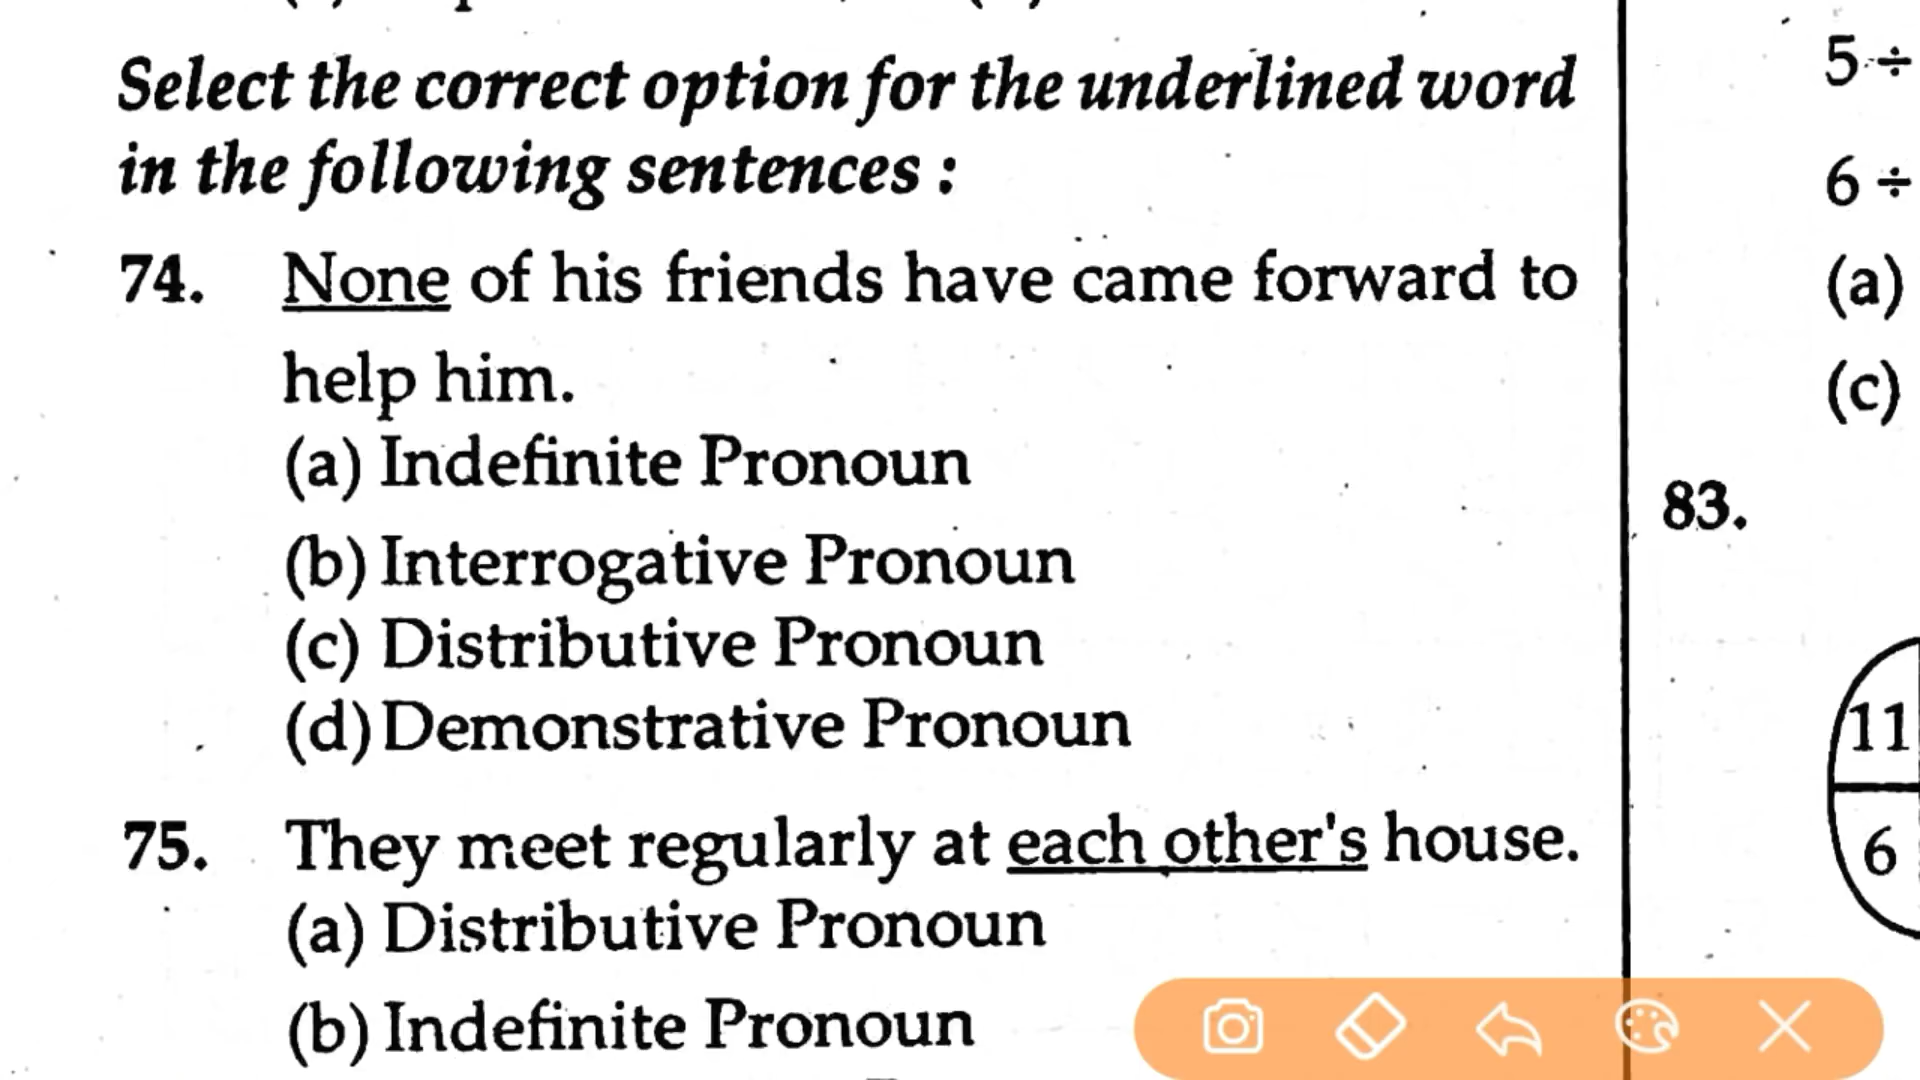 Select the correct option for the underlined word
in the following sentences :
74. None of his friends have came forward to
help him.
(a) Indefinite Pronoun
(b) Interrogative Pronoun
(c) Distributive Pronoun
(d) Demonstrative Pronoun
75. They meet regularly at each other's house.
(a) Distributive Pronoun
(b) Indefinite Pronoun
5 ÷
6 ÷
(a)
(c)
83.
11
6